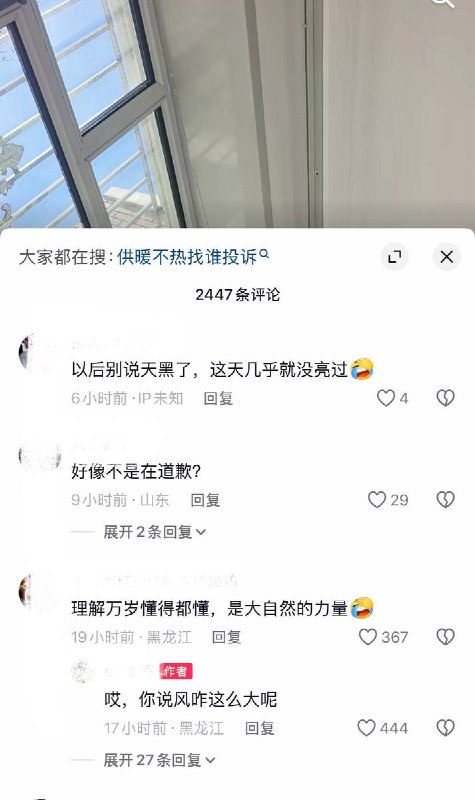 大家都在搜：供暖不热找谁投诉
2447条评论
以后别说天黑了，这天几乎就没亮过🤣
6小时前·IP未知 回复 4
好像不是在道歉？
9小时前·山东 回复 29
展开2条回复
理解万岁懂得都懂，是大自然的力量🤣
19小时前·黑龙江 回复 367
作者
哎，你说风咋这么大呢
17小时前·黑龙江 回复 444
展开27条回复